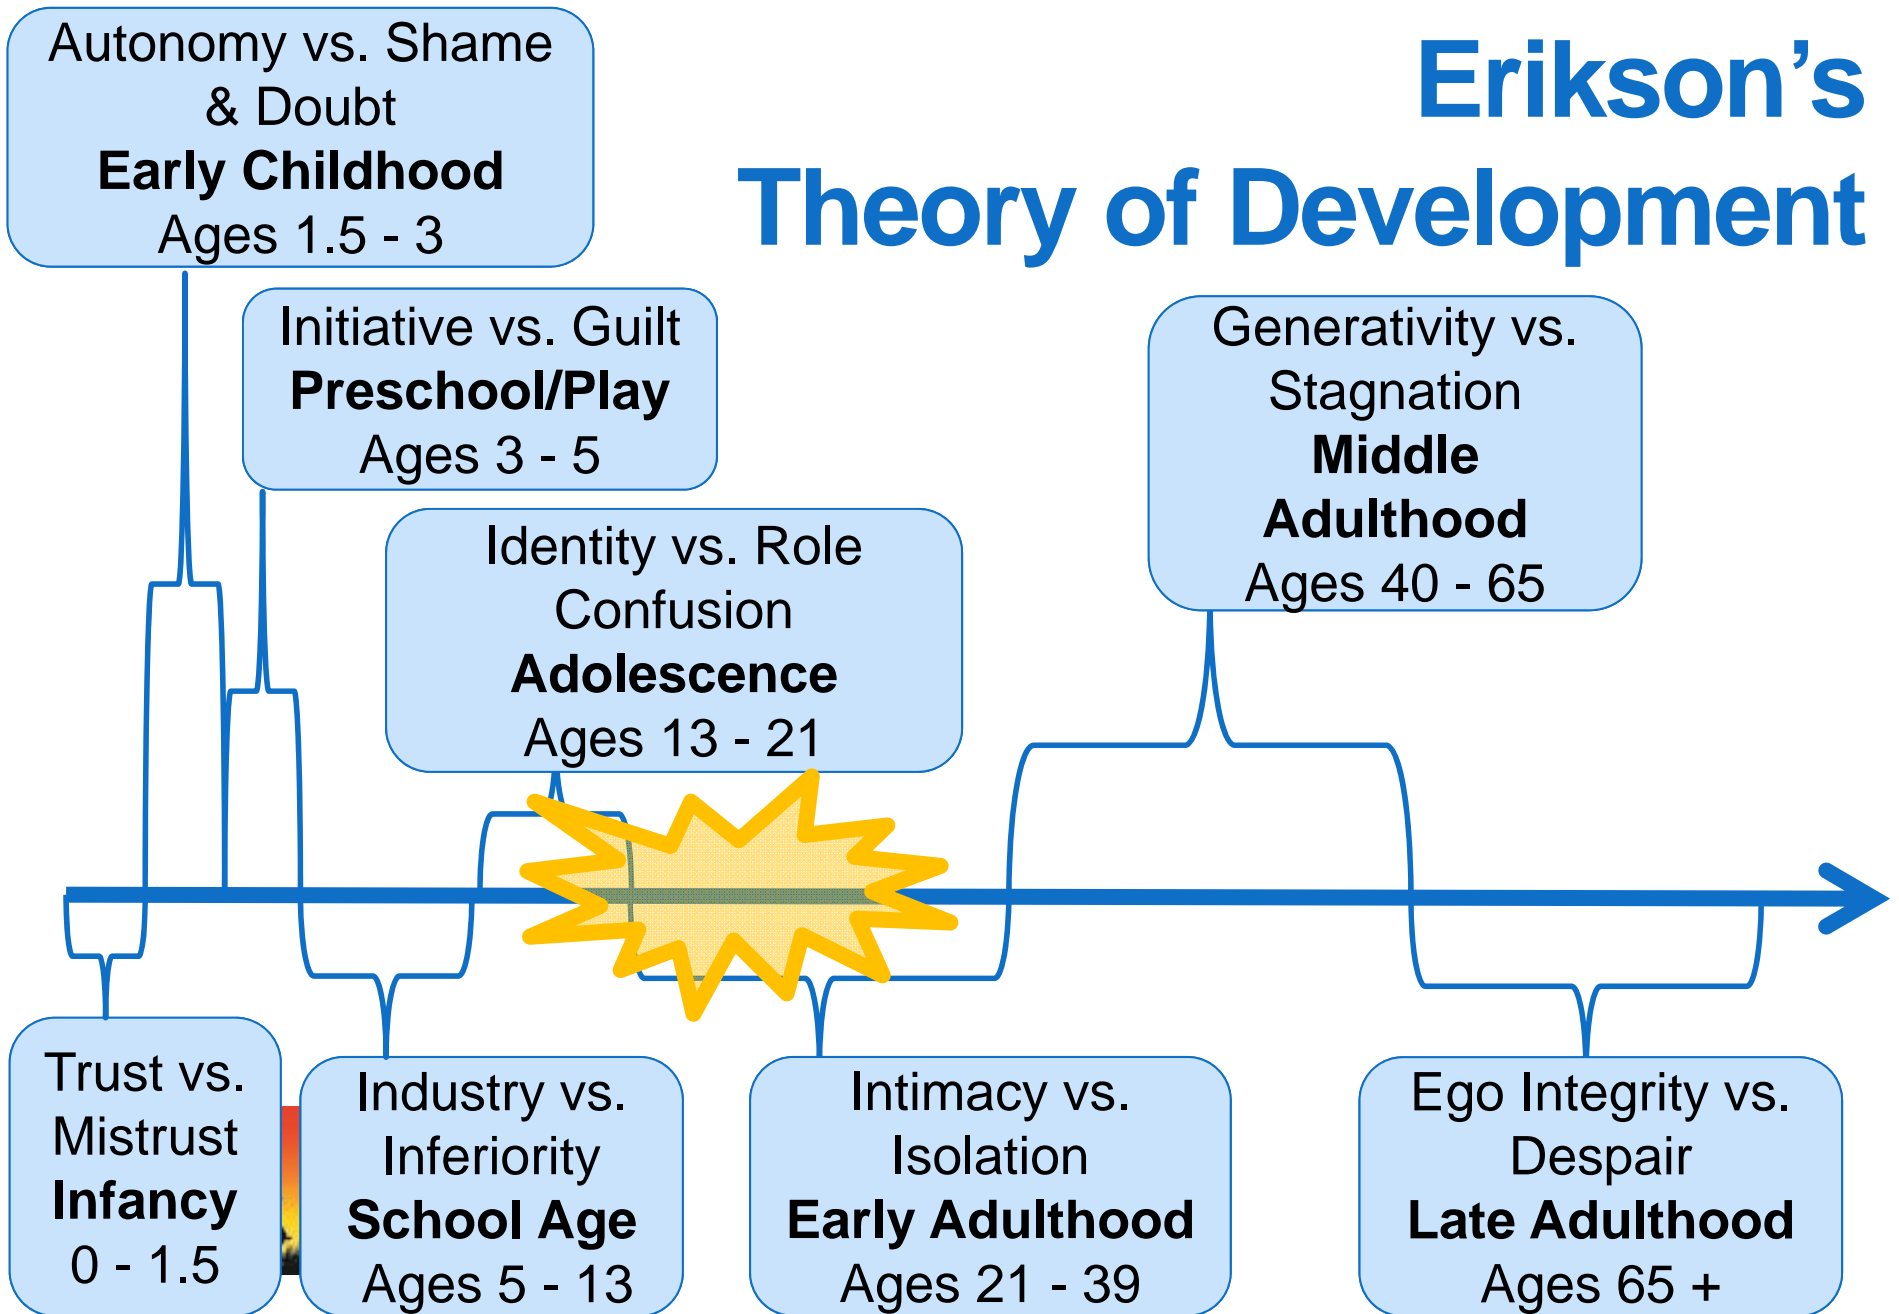 Erikson’s
Theory of Development
Autonomy vs. Shame
& Doubt
Early Childhood
Ages 1.5 - 3
Initiative vs. Guilt
Preschool/Play
Ages 3 - 5
Identity vs. Role
Confusion
Adolescence
Ages 13 - 21
Generativity vs.
Stagnation
Middle
Adulthood
Ages 40 - 65
Trust vs.
Mistrust
Infancy
0 - 1.5
Industry vs.
Inferiority
School Age
Ages 5 - 13
Intimacy vs.
Isolation
Early Adulthood
Ages 21 - 39
Ego Integrity vs.
Despair
Late Adulthood
Ages 65 +